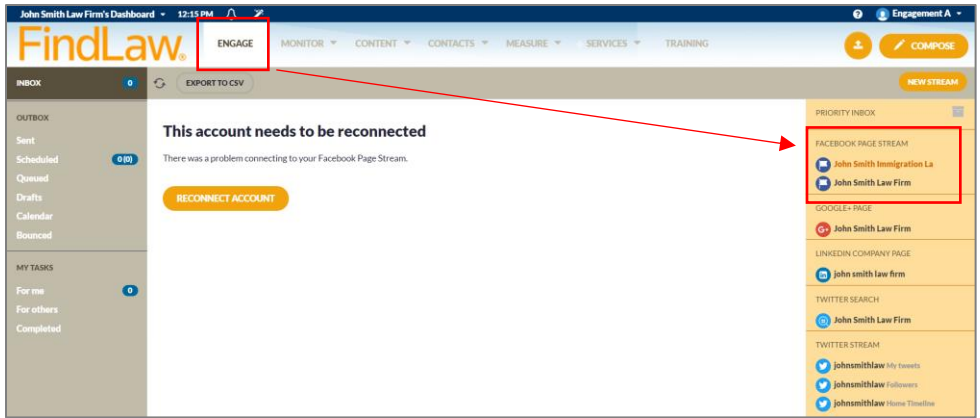 John Smith Law Firm's Dashboard 12:15 PM Engagement A
FindLaw.
ENGAGE MONITOR CONTENT CONTACTS MEASURE SERVICES TRAINING
COMPOSE
INBOX 0
EXPORT TO CSV
NEW STREAM
OUTBOX
Sent
Scheduled 0 (0)
Queued
Drafts
Calendar
Bounced
MY TASKS
For me 0
For others
Completed
This account needs to be reconnected
There was a problem connecting to your Facebook Page Stream.
RECONNECT ACCOUNT
PRIORITY INBOX
FACEBOOK PAGE STREAM
John Smith Immigration La
John Smith Law Firm
GOOGLE+ PAGE
G+ John Smith Law Firm
LINKEDIN COMPANY PAGE
in john smith law firm
TWITTER SEARCH
John Smith Law Firm
TWITTER STREAM
johnsmithlaw My tweets
johnsmithlaw Followers
johnsmithlaw Home Timeline